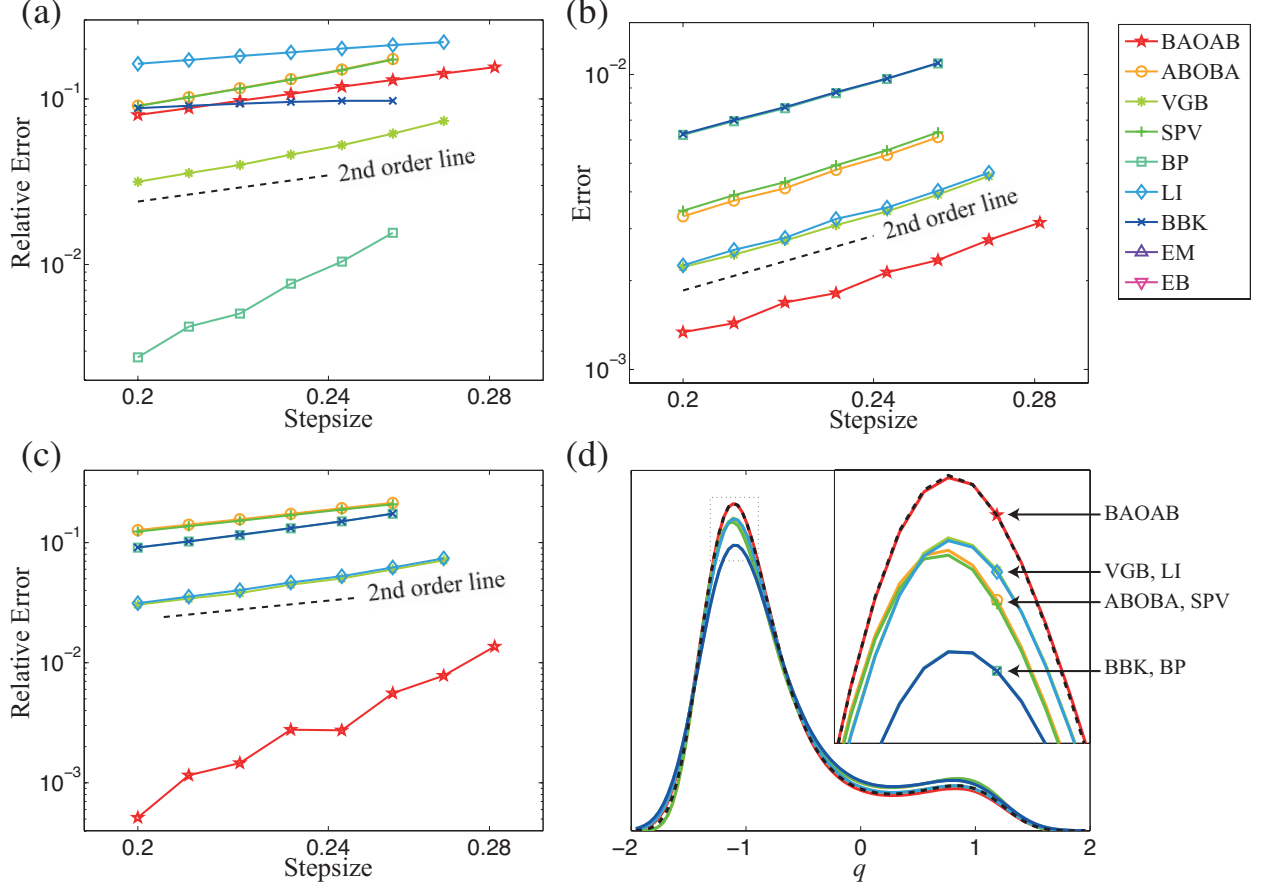 (a)
Relative Error
10⁻¹
10⁻²
2nd order line
0.2
0.24
0.28
Stepsize
(b)
Error
10⁻²
10⁻³
2nd order line
0.2
0.24
0.28
Stepsize
BAOAB
ABOBA
VGB
SPV
BP
LI
BBK
EM
EB
(c)
Relative Error
10⁻¹
10⁻²
10⁻³
2nd order line
0.2
0.24
0.28
Stepsize
(d)
BAOAB
VGB, LI
ABOBA, SPV
BBK, BP
−2
−1
0
1
2
q